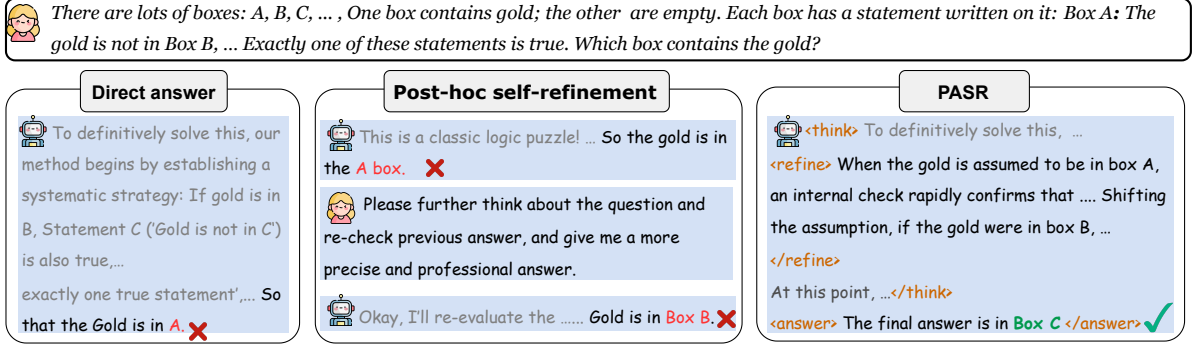 There are lots of boxes: A, B, C, ... , One box contains gold; the other are empty. Each box has a statement written on it: Box A: The
gold is not in Box B, ... Exactly one of these statements is true. Which box contains the gold?
Direct answer
To definitively solve this, our
method begins by establishing a
systematic strategy: If gold is in
B, Statement C ('Gold is not in C')
is also true,...
exactly one true statement',... So
that the Gold is in A.
Post-hoc self-refinement
This is a classic logic puzzle! ... So the gold is in
the A box.
Please further think about the question and
re-check previous answer, and give me a more
precise and professional answer.
Okay, I'll re-evaluate the ...... Gold is in Box B.
PASR
<think> To definitively solve this, ...
<refine> When the gold is assumed to be in box A,
an internal check rapidly confirms that .... Shifting
the assumption, if the gold were in box B, ...
</refine>
At this point, ...</think>
<answer> The final answer is in Box C </answer>